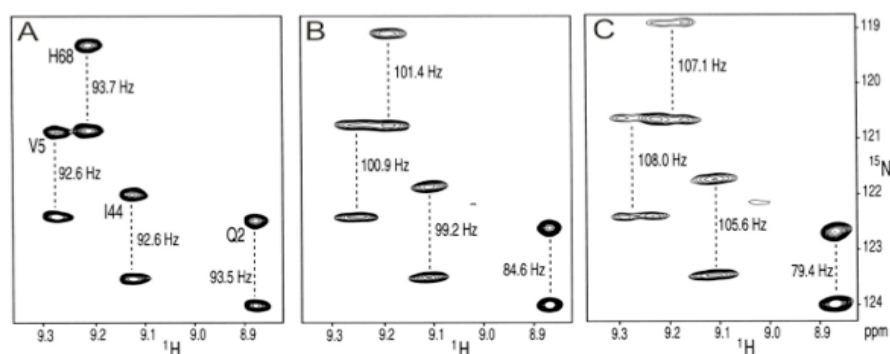 A
H68
93.7 Hz
V5
92.6 Hz
I44
92.6 Hz
Q2
93.5 Hz
9.3 9.2 9.1 9.0 8.9
1H
B
101.4 Hz
100.9 Hz
99.2 Hz
84.6 Hz
9.3 9.2 9.1 9.0 8.9
1H
C
107.1 Hz
108.0 Hz
105.6 Hz
79.4 Hz
119
120
121
15N
122
123
124
9.3 9.2 9.1 9.0 8.9 ppm
1H